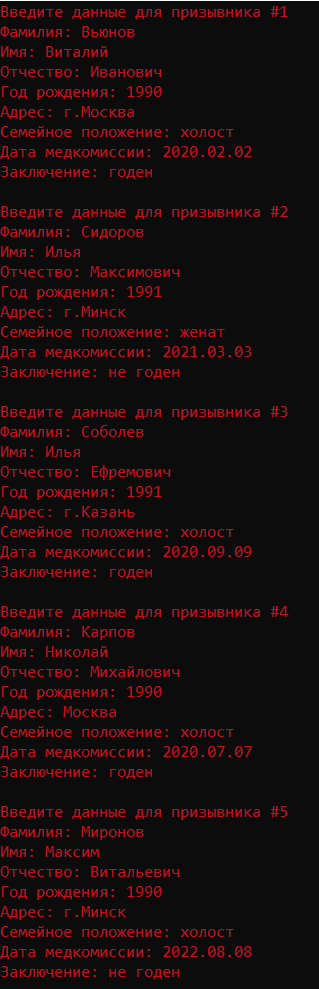 Введите данные для призывника #1
Фамилия: Вьюнов
Имя: Виталий
Отчество: Иванович
Год рождения: 1990
Адрес: г.Москва
Семейное положение: холост
Дата медкомиссии: 2020.02.02
Заключение: годен
Введите данные для призывника #2
Фамилия: Сидоров
Имя: Илья
Отчество: Максимович
Год рождения: 1991
Адрес: г.Минск
Семейное положение: женат
Дата медкомиссии: 2021.03.03
Заключение: не годен
Введите данные для призывника #3
Фамилия: Соболев
Имя: Илья
Отчество: Ефремович
Год рождения: 1991
Адрес: г.Казань
Семейное положение: холост
Дата медкомиссии: 2020.09.09
Заключение: годен
Введите данные для призывника #4
Фамилия: Карпов
Имя: Николай
Отчество: Михайлович
Год рождения: 1990
Адрес: Москва
Семейное положение: холост
Дата медкомиссии: 2020.07.07
Заключение: годен
Введите данные для призывника #5
Фамилия: Миронов
Имя: Максим
Отчество: Витальевич
Год рождения: 1990
Адрес: г.Минск
Семейное положение: холост
Дата медкомиссии: 2022.08.08
Заключение: не годен